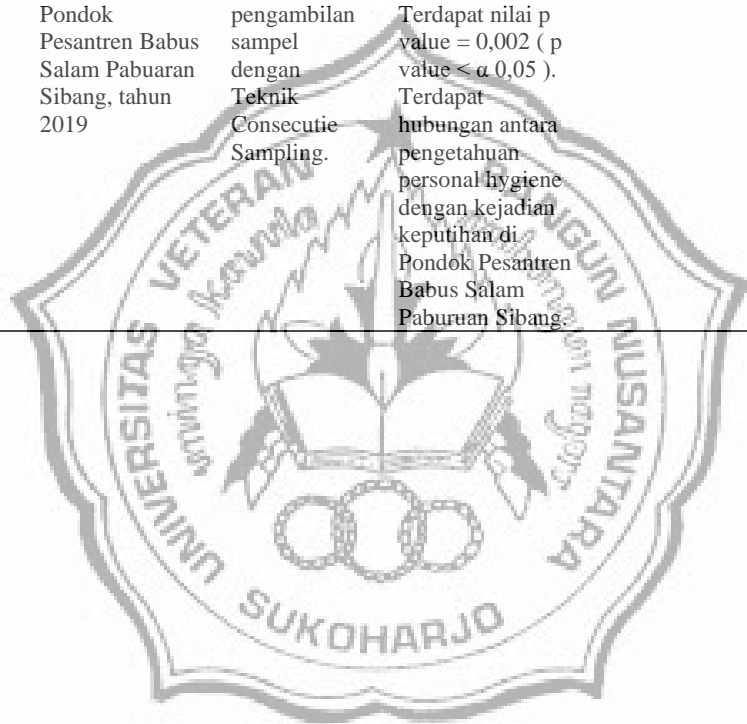 Pondok
Pesantren Babus
Salam Pabuaran
Sibang, tahun
2019
pengambilan
sampel
dengan
Teknik
Consecutie
Sampling.
Terdapat nilai p
value = 0,002 ( p
value < α 0,05 ).
Terdapat
hubungan antara
pengetahuan
personal hygiene
dengan kejadian
keputihan di
Pondok Pesantren
Babus Salam
Paburuan Sibang.
UNIVERSITAS VETERAN BANGUN NUSANTARA
SUKOHARJO